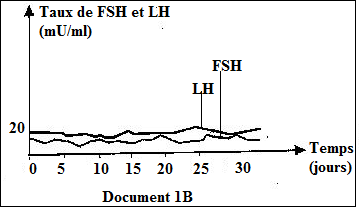 Taux de FSH et LH
(mU/ml)
FSH
LH
20
Temps
(jours)
0 5 10 15 20 25 30
Document 1B